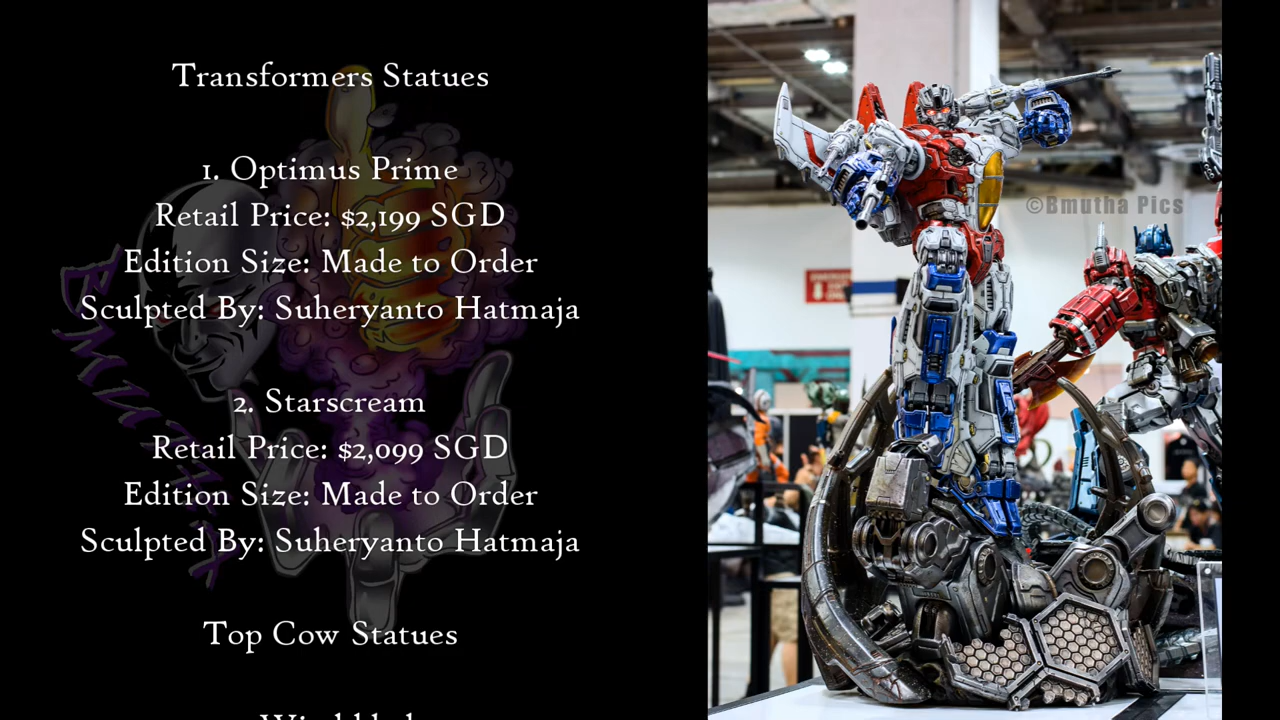 Transformers Statues
1. Optimus Prime
Retail Price: $2,199 SGD
Edition Size: Made to Order
Sculpted By: Suheryanto Hatmaja
2. Starscream
Retail Price: $2,099 SGD
Edition Size: Made to Order
Sculpted By: Suheryanto Hatmaja
Top Cow Statues
©Bmutha Pics
BMUTHA